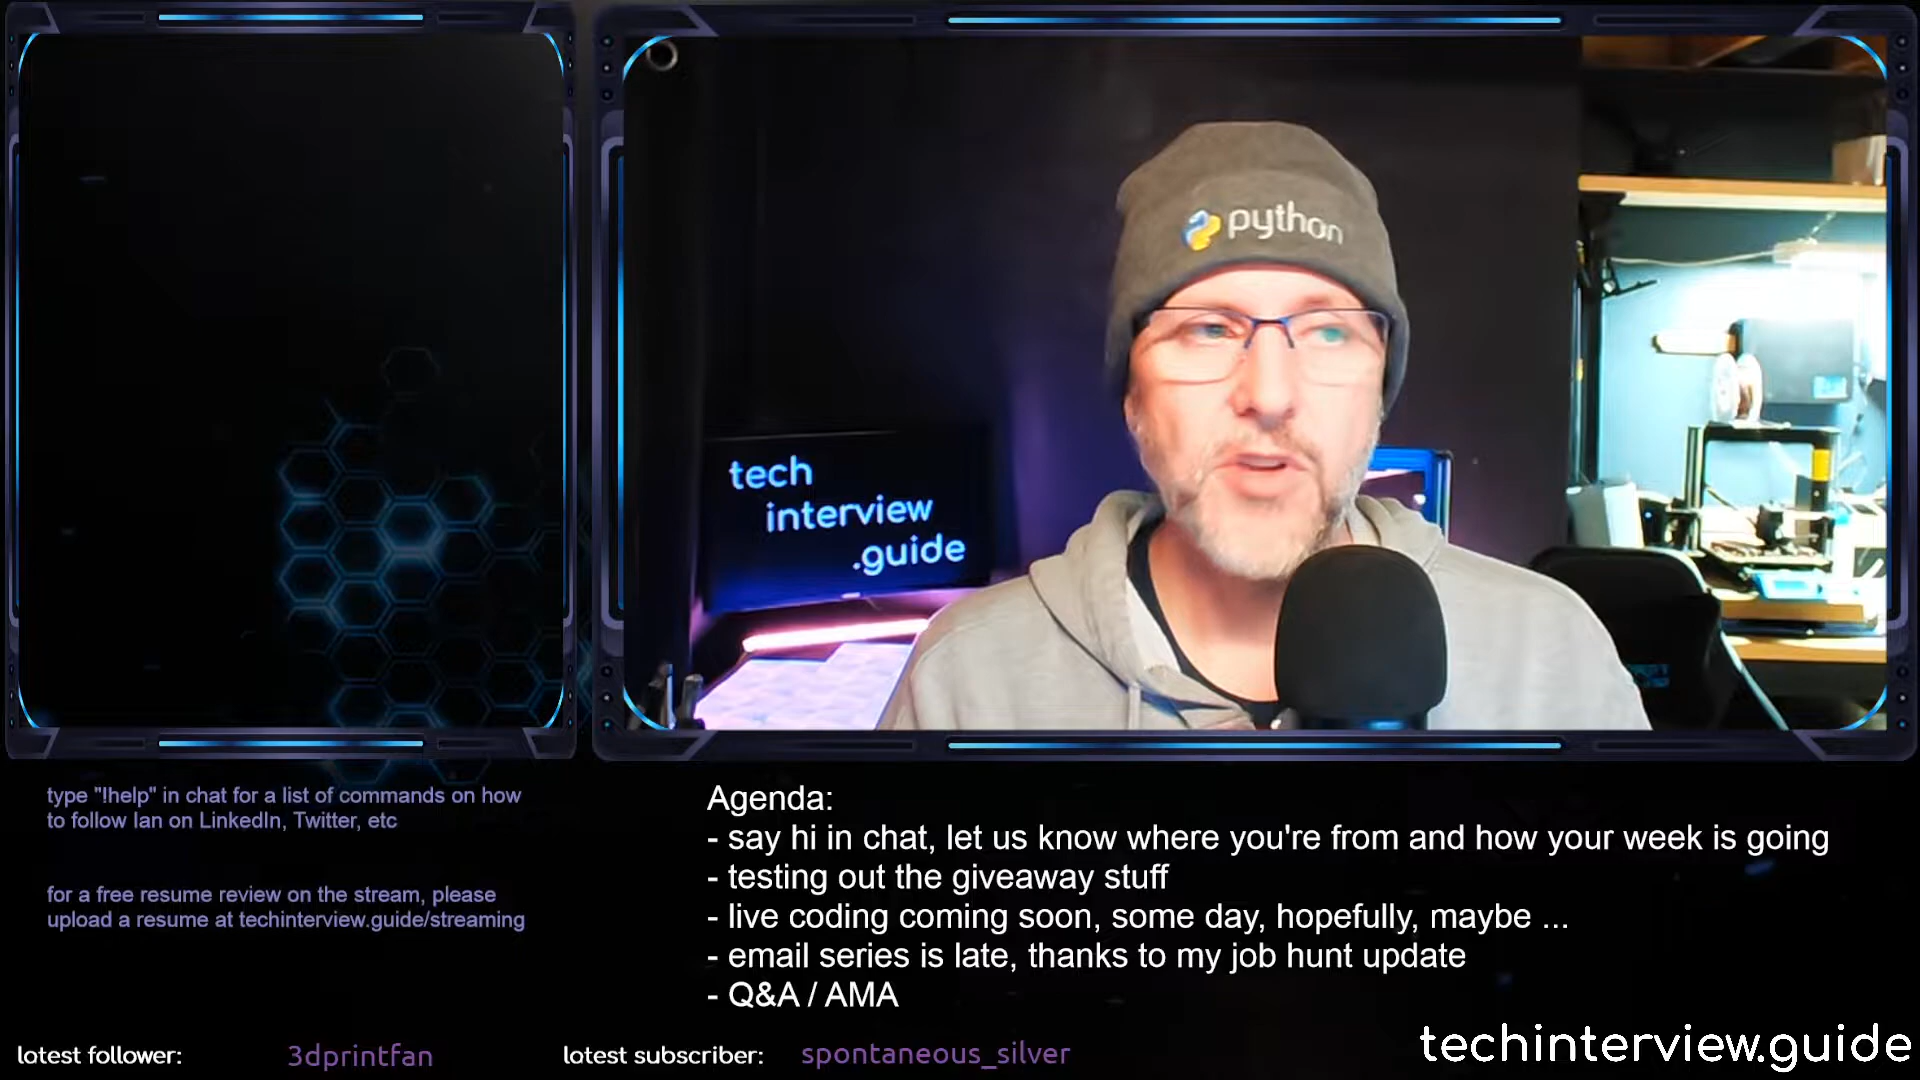 python
tech
interview
.guide
type "!help" in chat for a list of commands on how
to follow Ian on LinkedIn, Twitter, etc
for a free resume review on the stream, please
upload a resume at techinterview.guide/streaming
Agenda:
- say hi in chat, let us know where you're from and how your week is going
- testing out the giveaway stuff
- live coding coming soon, some day, hopefully, maybe ...
- email series is late, thanks to my job hunt update
- Q&A / AMA
latest follower: 3dprintfan
latest subscriber: spontaneous_silver
techinterview.guide